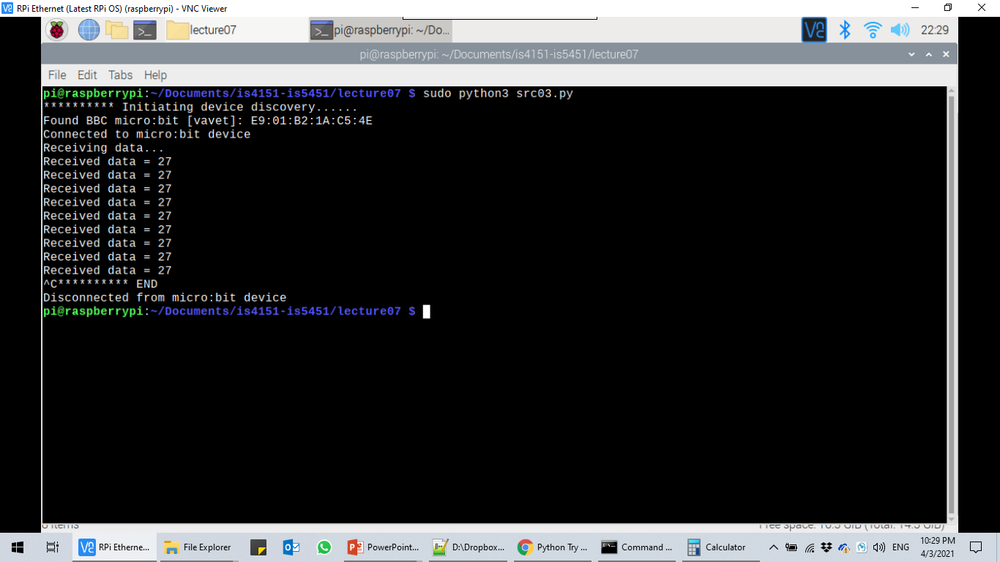 RPi Ethernet (Latest RPi OS) (raspberrypi) - VNC Viewer
lecture07
pi@raspberrypi: ~/Do...
22:29
pi@raspberrypi: ~/Documents/is4151-is5451/lecture07
File Edit Tabs Help
pi@raspberrypi:~/Documents/is4151-is5451/lecture07 $ sudo python3 src03.py
********** Initiating device discovery......
Found BBC micro:bit [vavet]: E9:01:B2:1A:C5:4E
Connected to micro:bit device
Receiving data...
Received data = 27
Received data = 27
Received data = 27
Received data = 27
Received data = 27
Received data = 27
Received data = 27
Received data = 27
Received data = 27
^C********** END
Disconnected from micro:bit device
pi@raspberrypi:~/Documents/is4151-is5451/lecture07 $
items
Free space: 10.5 GiB (Total: 14.3 GiB)
RPi Etherne... File Explorer PowerPoint... D:\Dropbox... Python Try ... Command ... Calculator ENG
10:29 PM
4/3/2021